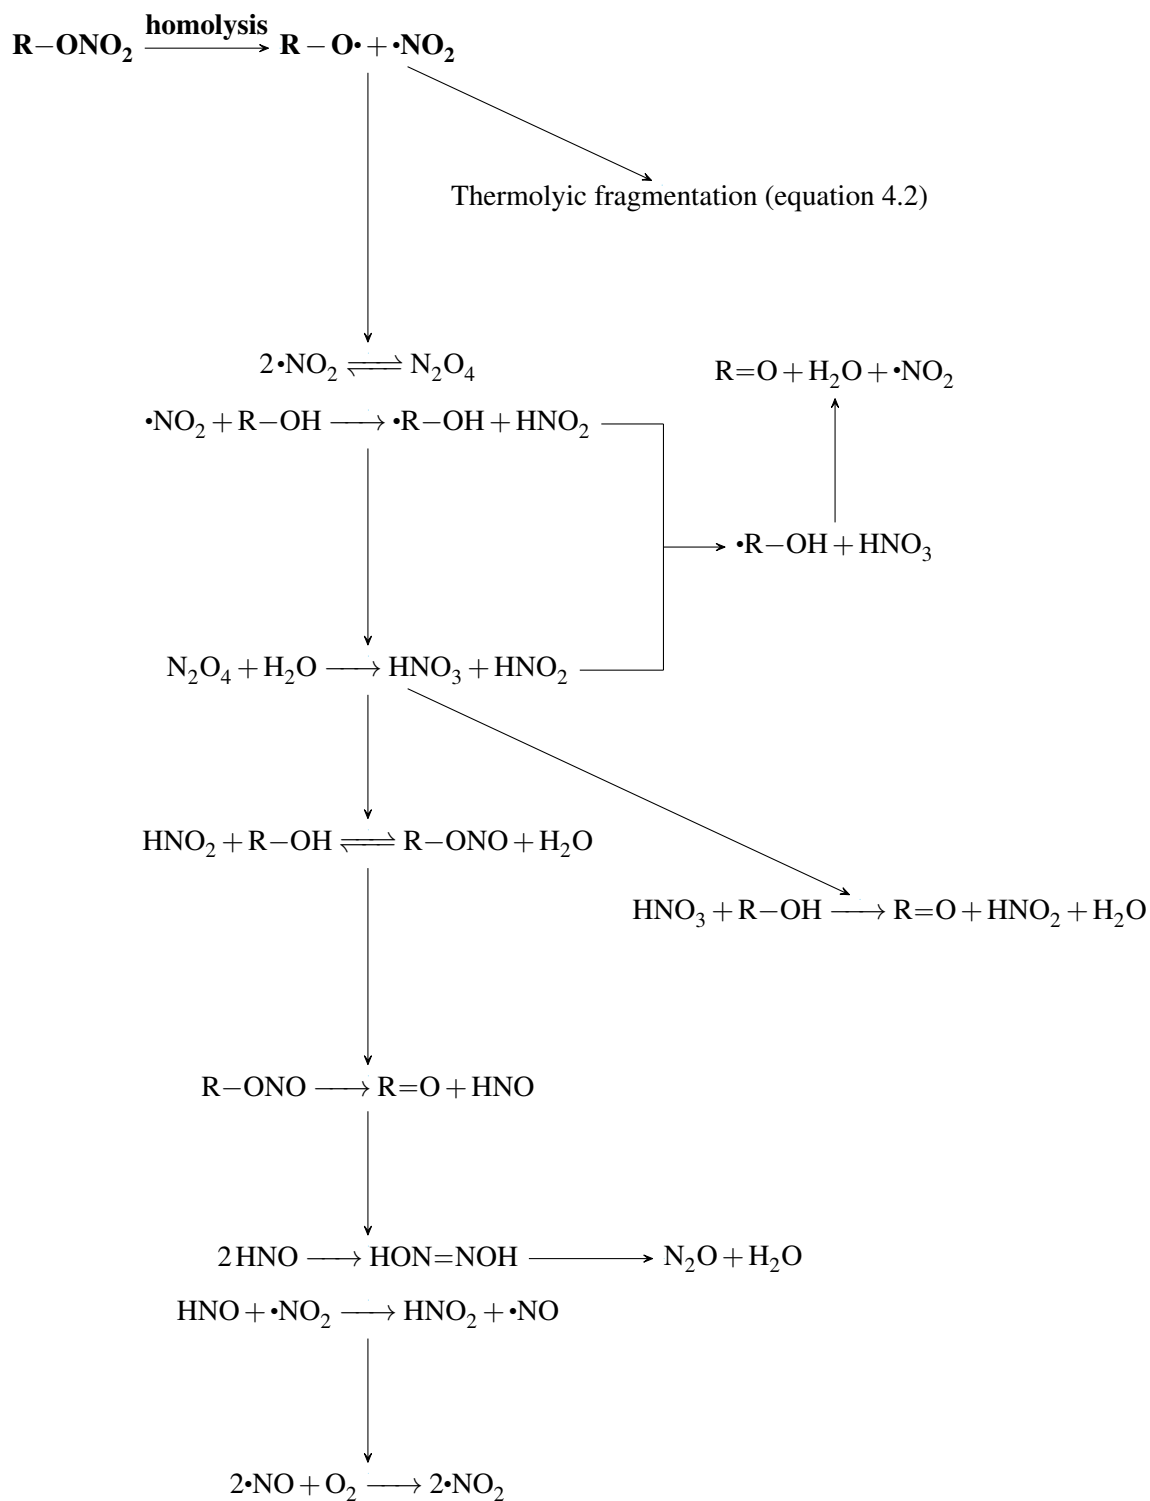 homolysis
R−ONO₂ ⟶ R − O• + •NO₂
Thermolyic fragmentation (equation 4.2)
2•NO₂ ⇌ N₂O₄
R=O + H₂O + •NO₂
•NO₂ + R−OH ⟶ •R−OH + HNO₂
•R−OH + HNO₃
N₂O₄ + H₂O ⟶ HNO₃ + HNO₂
HNO₂ + R−OH ⇌ R−ONO + H₂O
HNO₃ + R−OH ⟶ R=O + HNO₂ + H₂O
R−ONO ⟶ R=O + HNO
2 HNO ⟶ HON=NOH ⟶ N₂O + H₂O
HNO + •NO₂ ⟶ HNO₂ + •NO
2•NO + O₂ ⟶ 2•NO₂